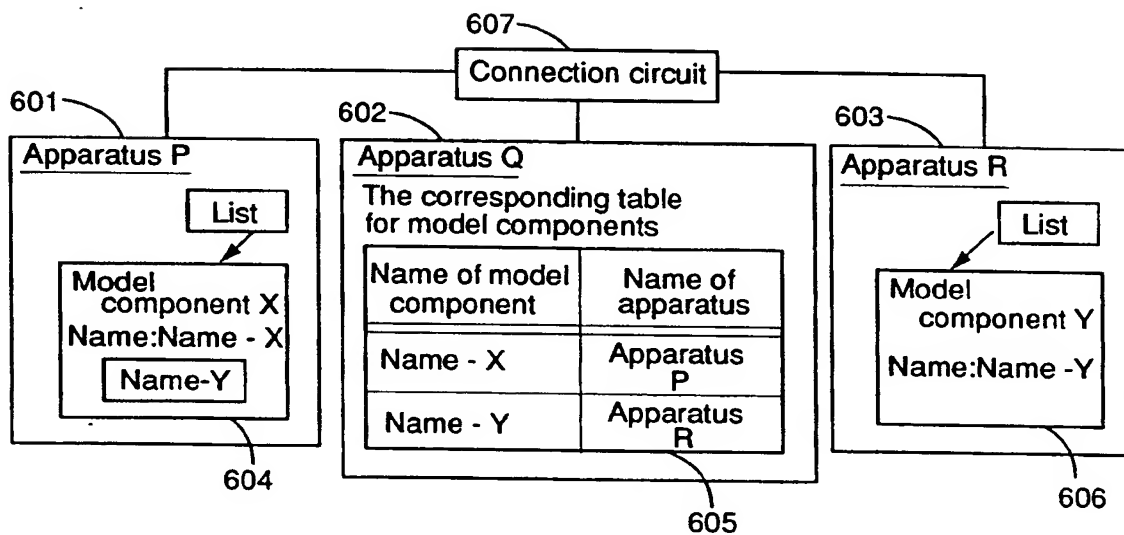 607
Connection circuit
601
Apparatus P
List
Model
component X
Name:Name - X
Name-Y
604
602
Apparatus Q
The corresponding table
for model components
Name of model
component
Name of
apparatus
Name - X
Apparatus
P
Name - Y
Apparatus
R
605
603
Apparatus R
List
Model
component Y
Name:Name -Y
606